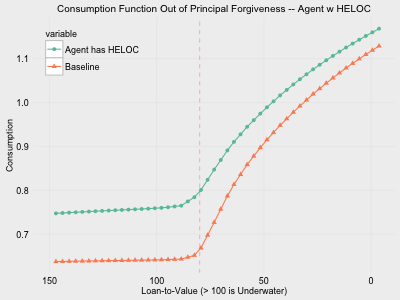 Consumption Function Out of Principal Forgiveness -- Agent w HELOC
variable
Agent has HELOC
Baseline
Consumption
1.1
1.0
0.9
0.8
0.7
150
100
50
0
Loan-to-Value (> 100 is Underwater)